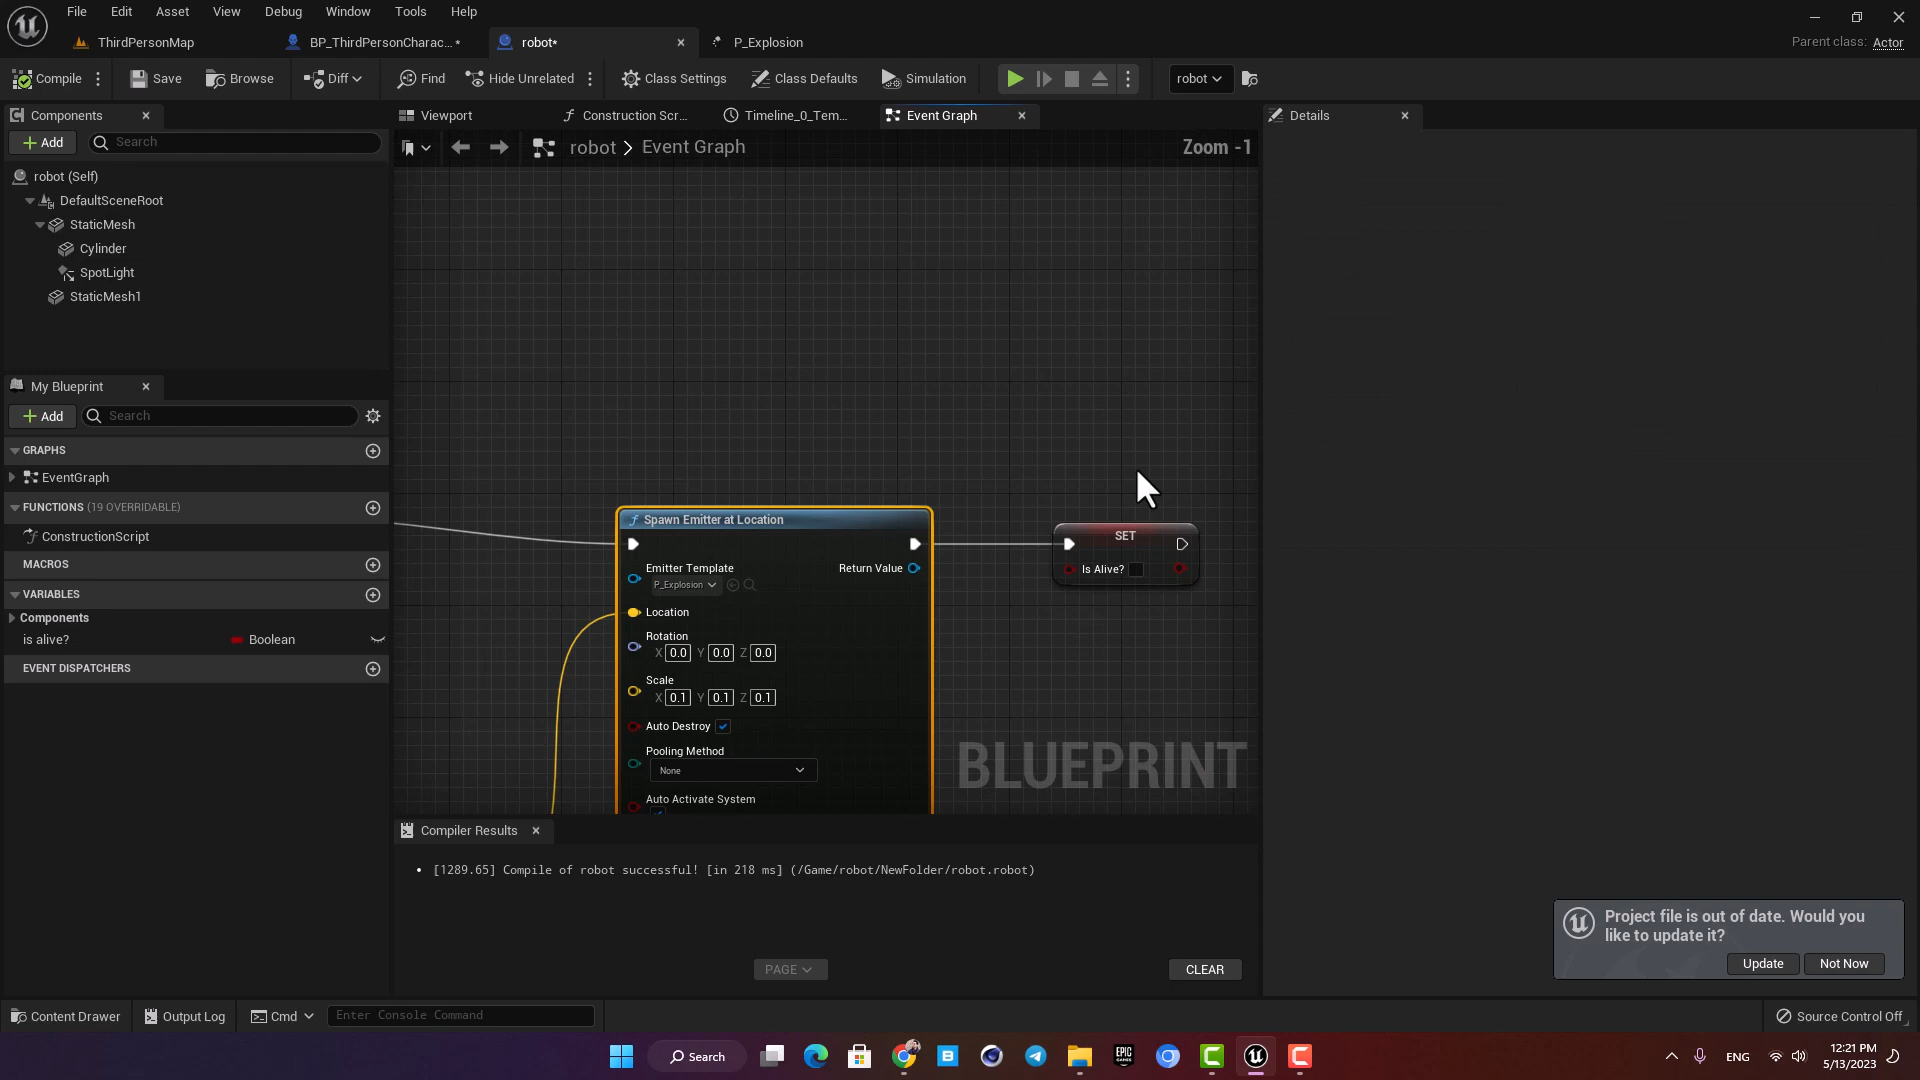 File Edit Asset View Debug Window Tools Help
ThirdPersonMap
BP_ThirdPersonCharac... *
robot*
P_Explosion
Parent class: Actor
Compile
Save
Browse
Diff
Find
Hide Unrelated
Class Settings
Class Defaults
Simulation
robot
Components
Add
Search
robot (Self)
DefaultSceneRoot
StaticMesh
Cylinder
SpotLight
StaticMesh1
My Blueprint
Add
Search
GRAPHS
EventGraph
FUNCTIONS (19 OVERRIDABLE)
ConstructionScript
MACROS
VARIABLES
Components
is alive? Boolean
EVENT DISPATCHERS
Viewport
Construction Scr...
Timeline_0_Tem...
Event Graph
robot > Event Graph
Zoom -1
Spawn Emitter at Location
Emitter Template
P_Explosion
Return Value
Location
Rotation
X 0.0 Y 0.0 Z 0.0
Scale
X 0.1 Y 0.1 Z 0.1
Auto Destroy
Pooling Method
None
Auto Activate System
SET
Is Alive?
BLUEPRINT
Compiler Results
• [1289.65] Compile of robot successful! [in 218 ms] (/Game/robot/NewFolder/robot.robot)
PAGE
CLEAR
Details
Project file is out of date. Would you
like to update it?
Update
Not Now
Content Drawer
Output Log
Cmd
Enter Console Command
Source Control Off
Search
EPIC
GAMES
ENG
12:21 PM
5/13/2023